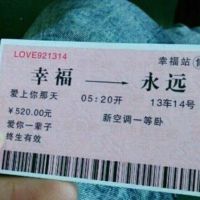 LOVE921314 幸福站
幸福 → 永远
爱上你那天 05:20开 13车14号
￥520.00元 新空调一等卧
爱你一辈子
终生有效